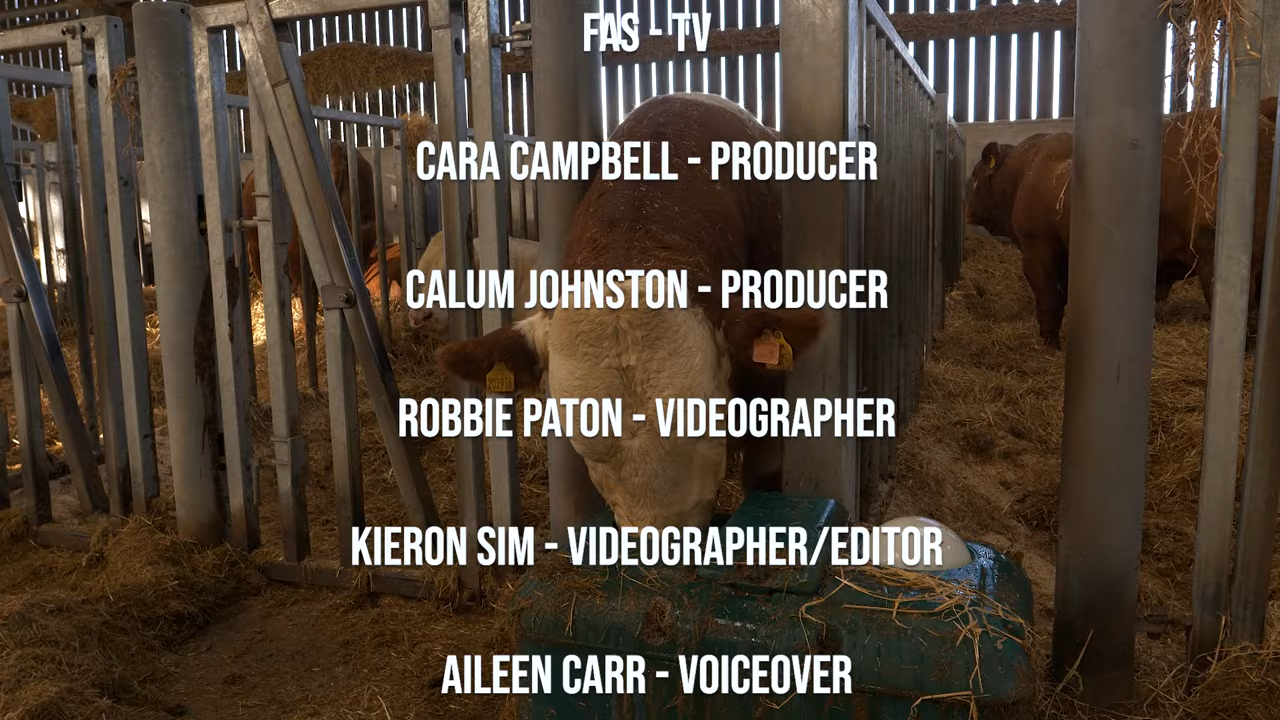 FAS - TV
CARA CAMPBELL - PRODUCER
CALUM JOHNSTON - PRODUCER
ROBBIE PATON - VIDEOGRAPHER
KIERON SIM - VIDEOGRAPHER/EDITOR
AILEEN CARR - VOICEOVER